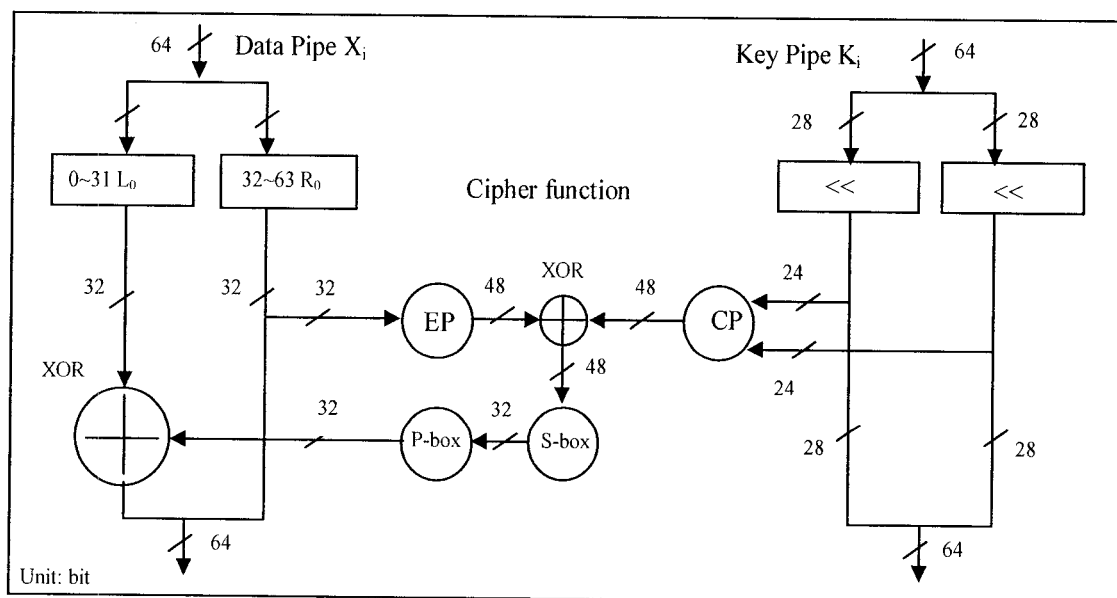 64
Data Pipe Xᵢ
Key Pipe Kᵢ
64
28
28
0~31 L₀
32~63 R₀
Cipher function
<<
<<
32
32
32
48
XOR
48
24
EP
CP
XOR
48
24
32
32
P-box
S-box
28
28
64
64
Unit: bit